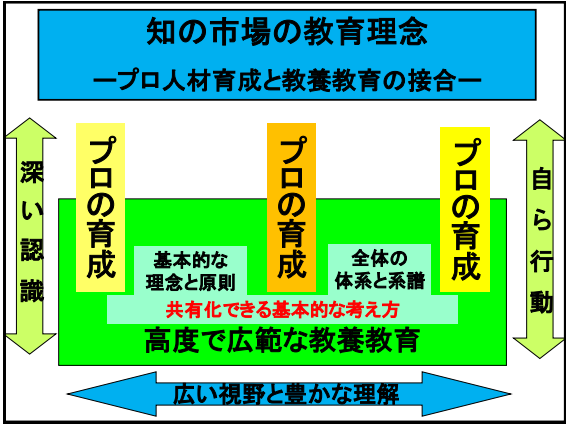 知の市場の教育理念
ープロ人材育成と教養教育の接合ー
深い認識
プロの育成
プロの育成
プロの育成
自ら行動
基本的な
理念と原則
全体の
体系と系譜
共有化できる基本的な考え方
高度で広範な教養教育
広い視野と豊かな理解